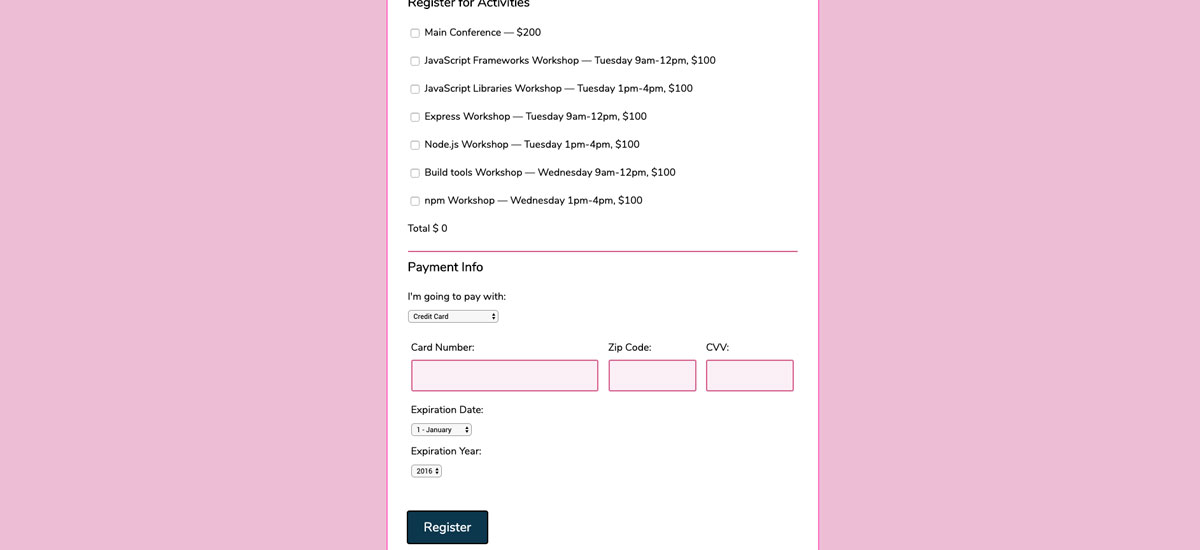 Register for Activities
Main Conference — $200
JavaScript Frameworks Workshop — Tuesday 9am-12pm, $100
JavaScript Libraries Workshop — Tuesday 1pm-4pm, $100
Express Workshop — Tuesday 9am-12pm, $100
Node.js Workshop — Tuesday 1pm-4pm, $100
Build tools Workshop — Wednesday 9am-12pm, $100
npm Workshop — Wednesday 1pm-4pm, $100
Total $ 0
Payment Info
I'm going to pay with:
Credit Card
Card Number: Zip Code: CVV:
Expiration Date:
1 - January
Expiration Year:
2016
Register